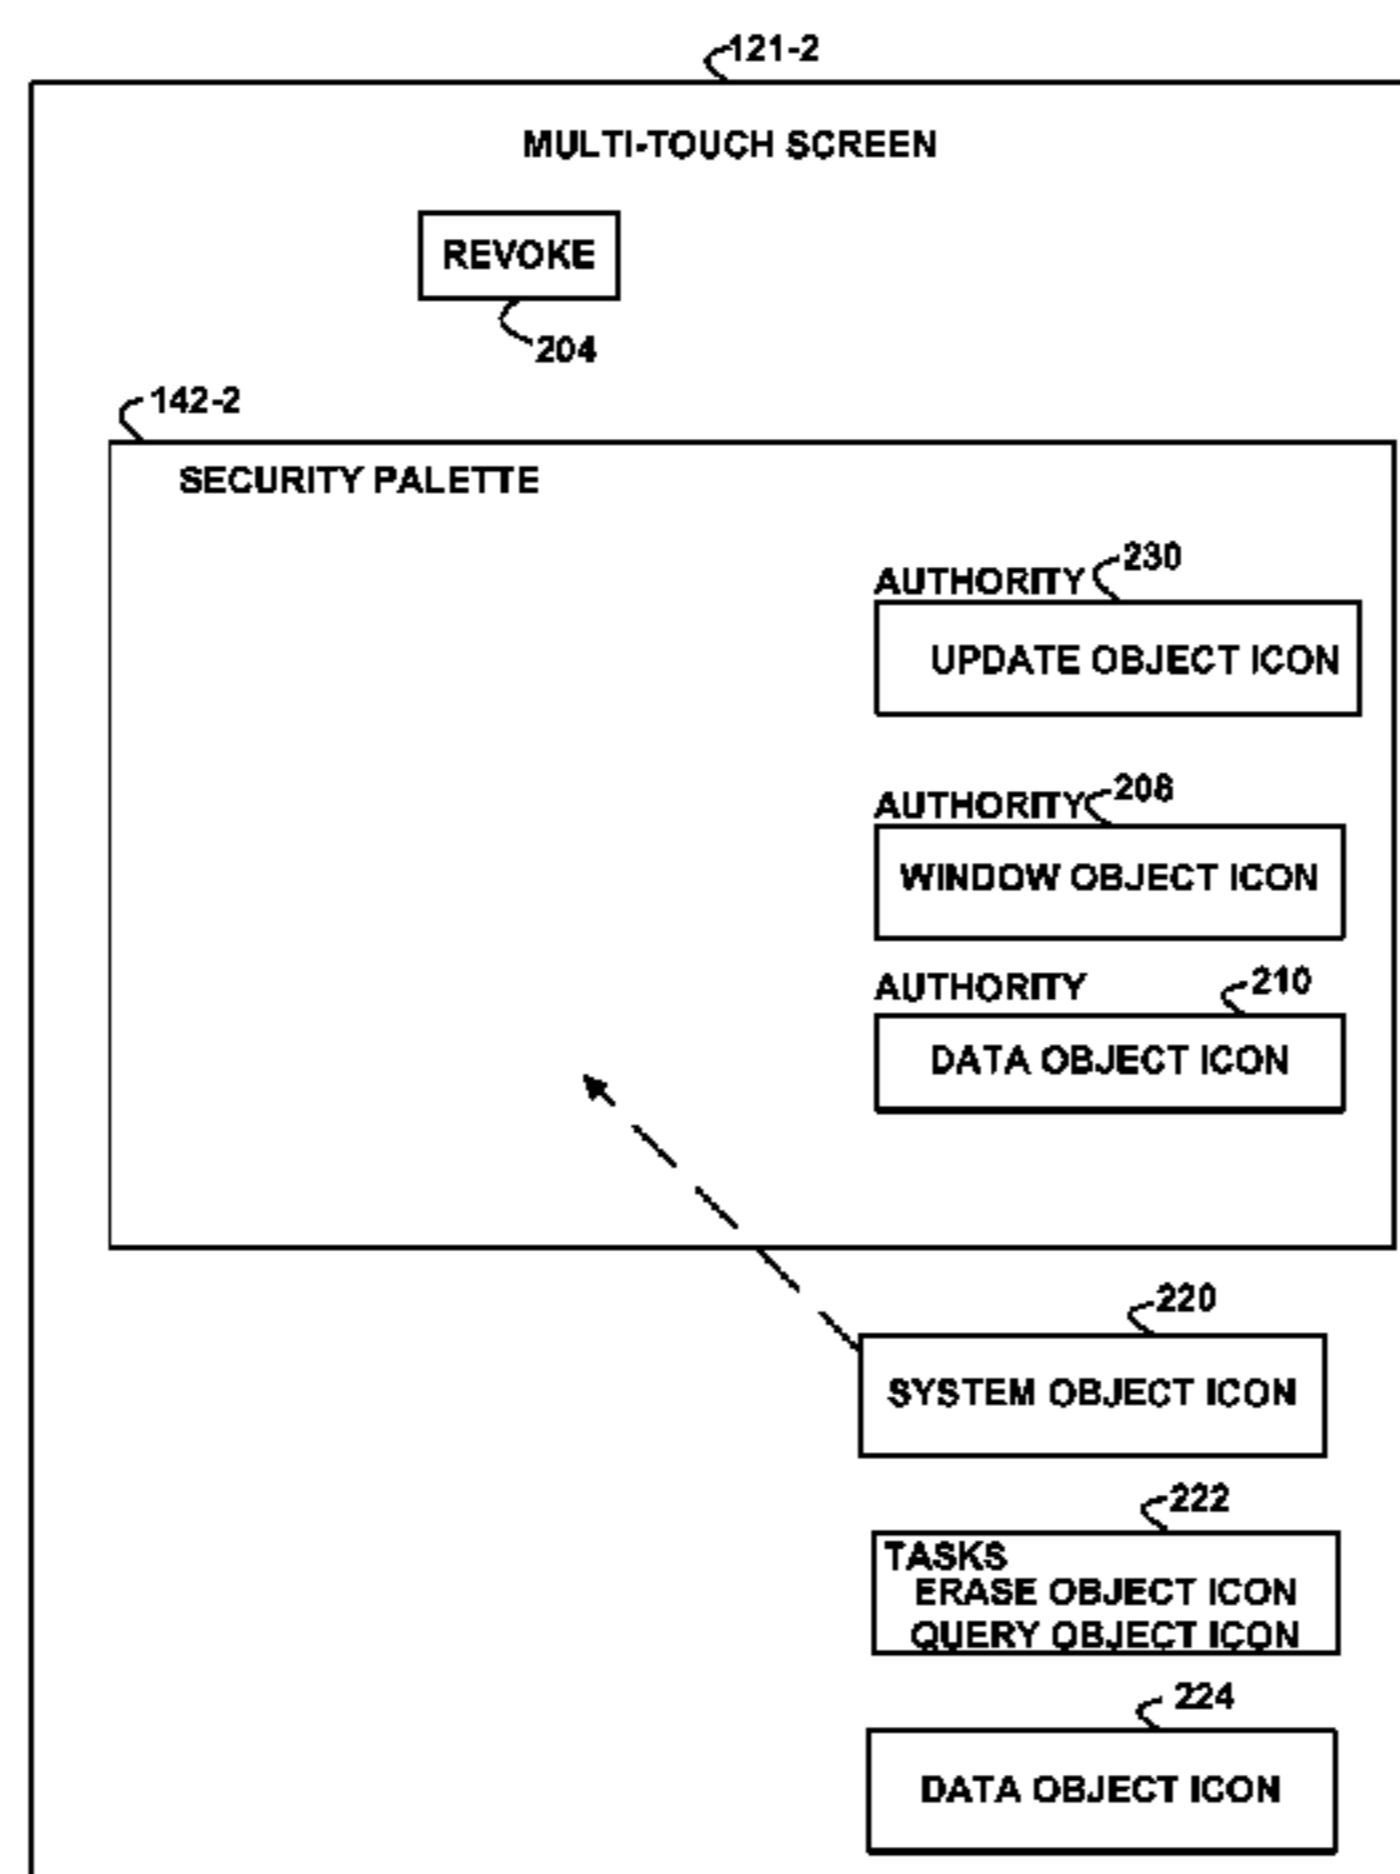 121-2
MULTI-TOUCH SCREEN
REVOKE
204
142-2
SECURITY PALETTE
230
AUTHORITY
UPDATE OBJECT ICON
208
AUTHORITY
WINDOW OBJECT ICON
210
AUTHORITY
DATA OBJECT ICON
220
SYSTEM OBJECT ICON
222
TASKS
ERASE OBJECT ICON
QUERY OBJECT ICON
224
DATA OBJECT ICON